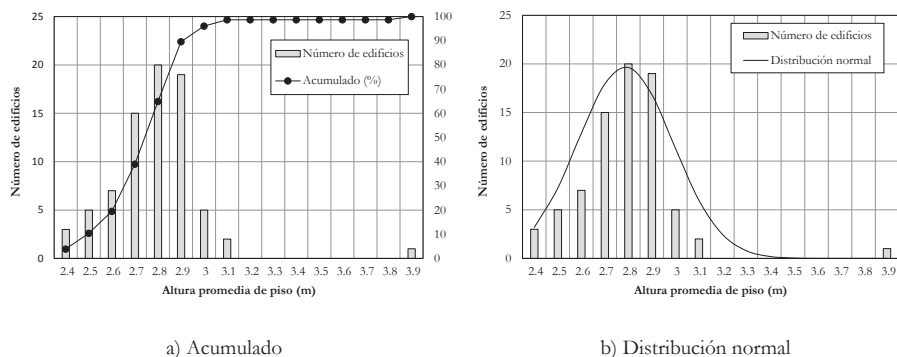 25
20
15
10
5
0
Número de edificios
100
90
80
70
60
50
40
30
20
10
0
Número de edificios
Acumulado (%)
2.4 2.5 2.6 2.7 2.8 2.9 3 3.1 3.2 3.3 3.4 3.5 3.6 3.7 3.8 3.9
Altura promedia de piso (m)
a) Acumulado
25
20
15
10
5
0
Número de edificios
Número de edificios
Distribución normal
2.4 2.5 2.6 2.7 2.8 2.9 3 3.1 3.2 3.3 3.4 3.5 3.6 3.7 3.8 3.9
Altura promedia de piso (m)
b) Distribución normal